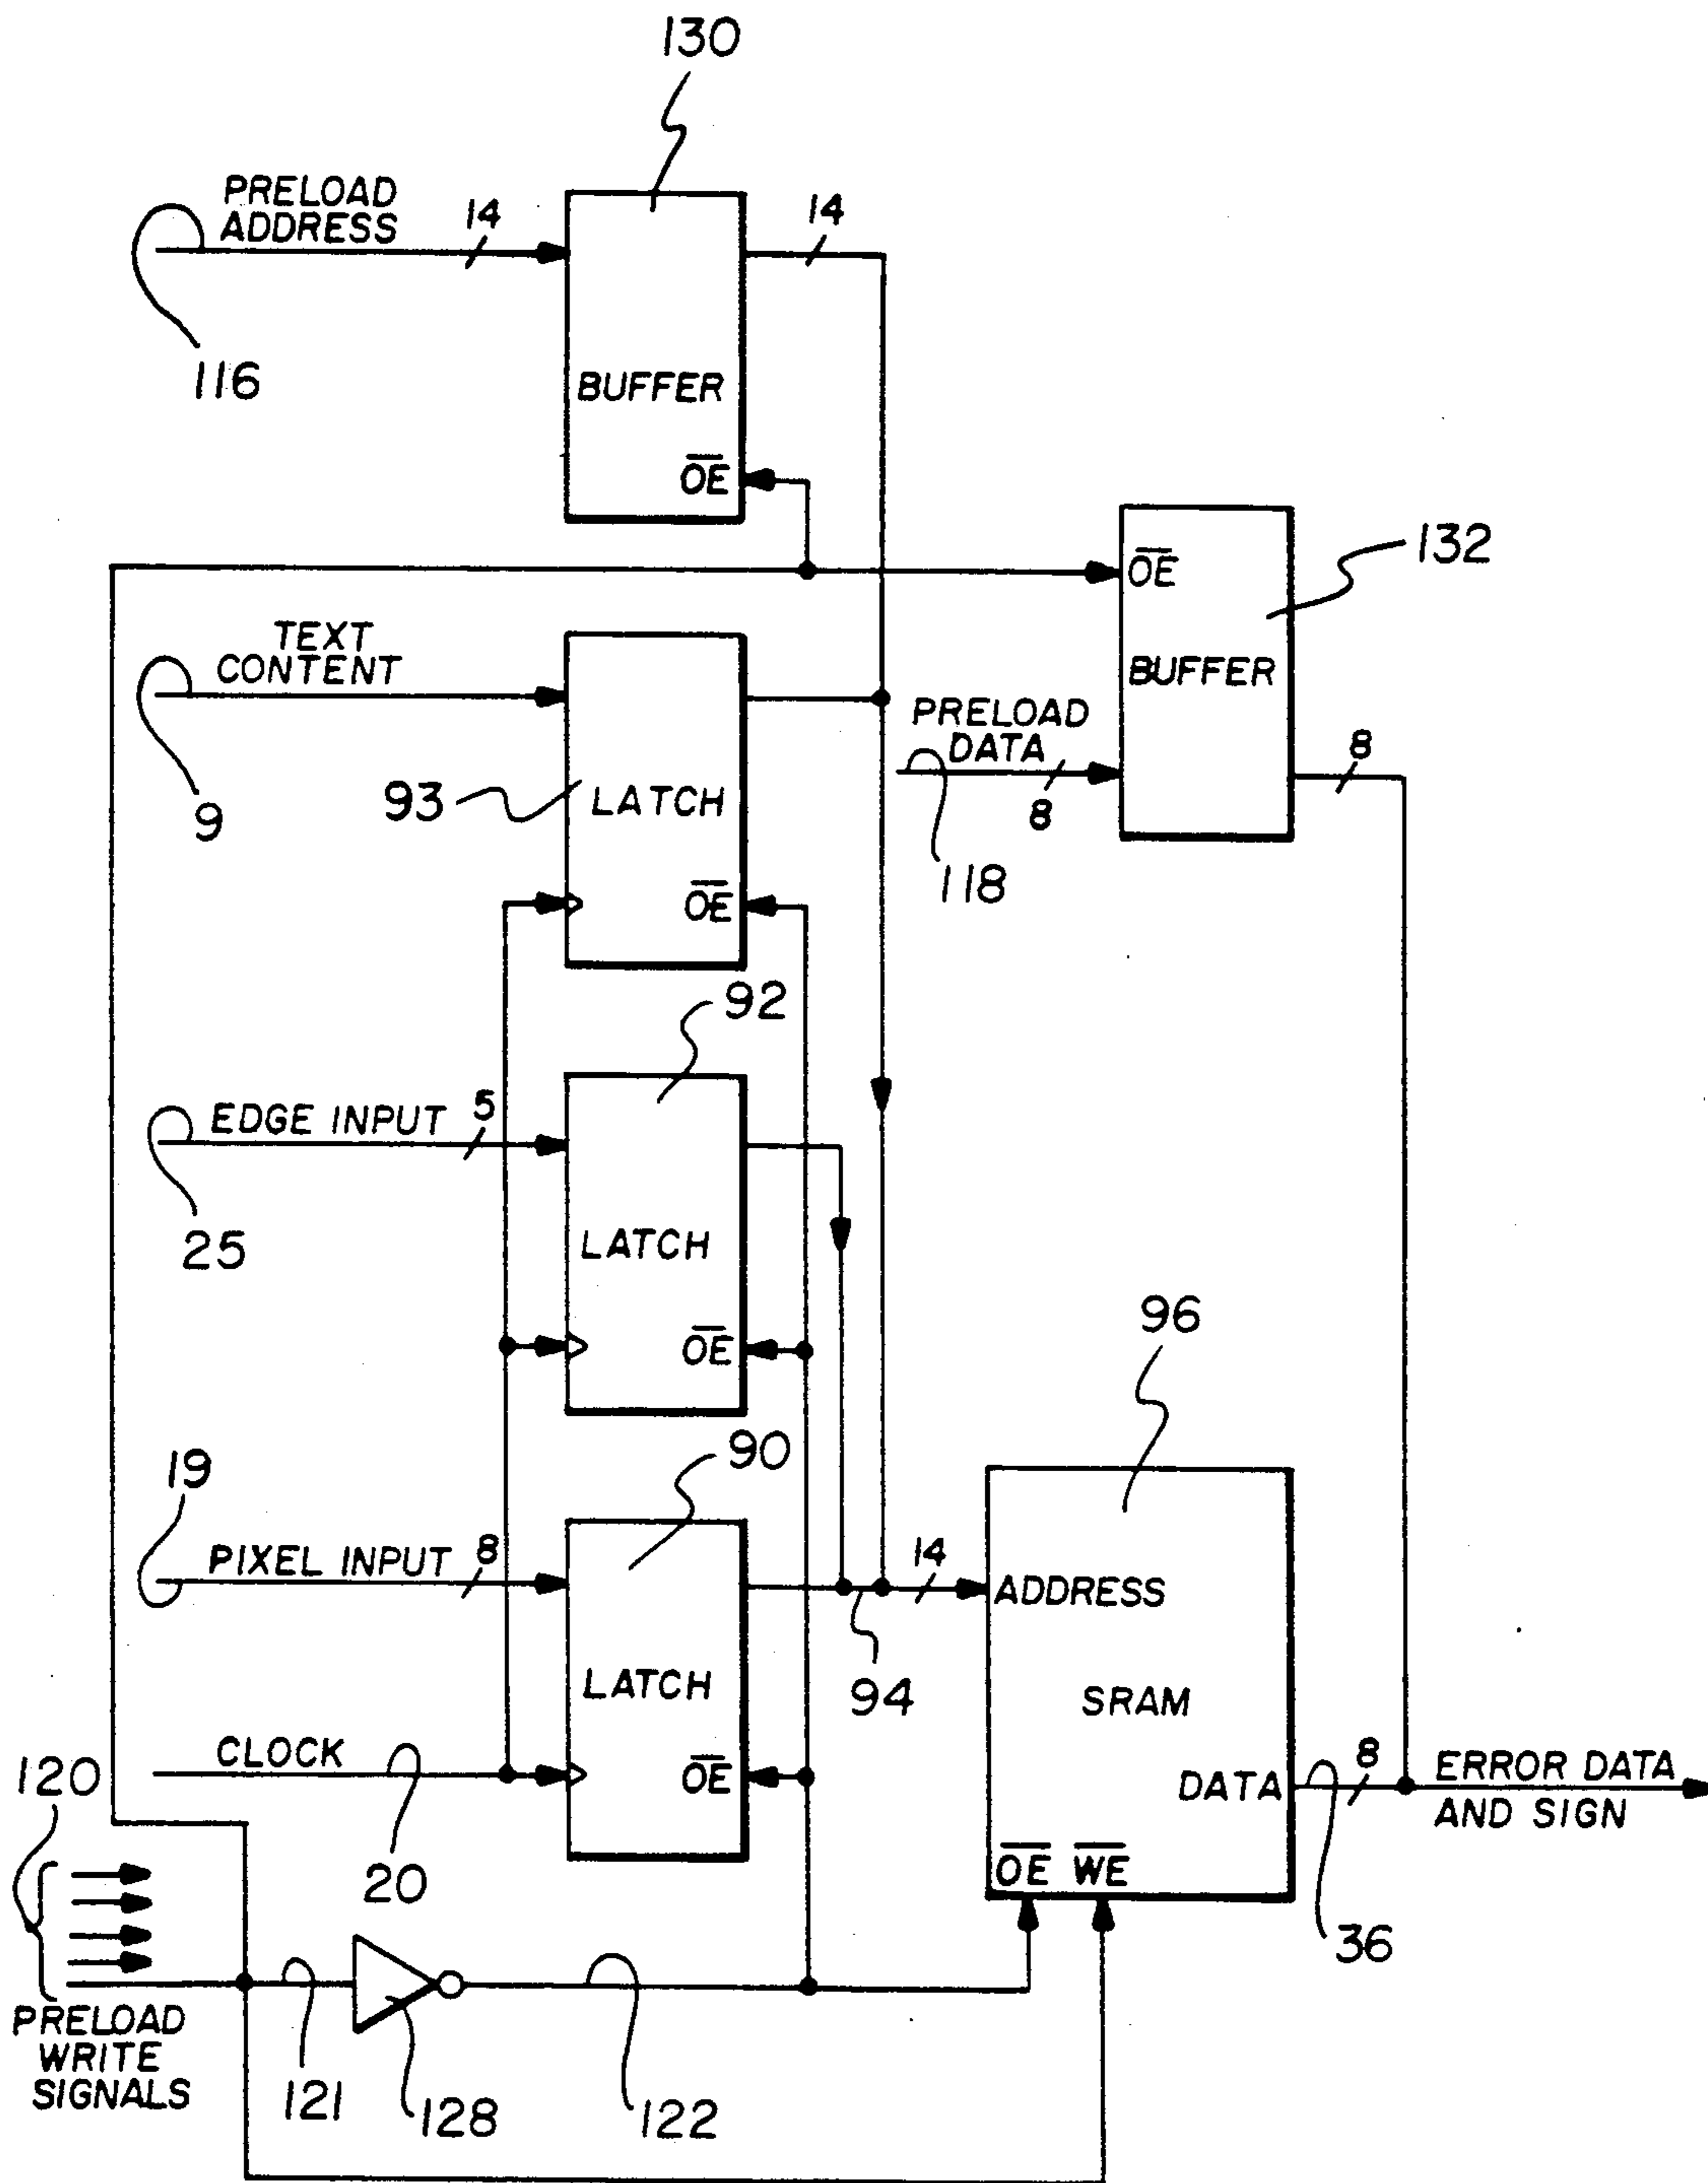 130
PRELOAD
ADDRESS
14
14
116
BUFFER
OE
132
OE
TEXT
CONTENT
BUFFER
PRELOAD
DATA
8
8
9
93
LATCH
118
OE
92
EDGE INPUT
5
25
LATCH
96
OE
90
19
PIXEL INPUT
8
14
ADDRESS
LATCH
94
SRAM
CLOCK
120
OE
DATA
8
ERROR DATA
AND SIGN
20
OE WE
36
PRELOAD
WRITE
SIGNALS
121
128
122